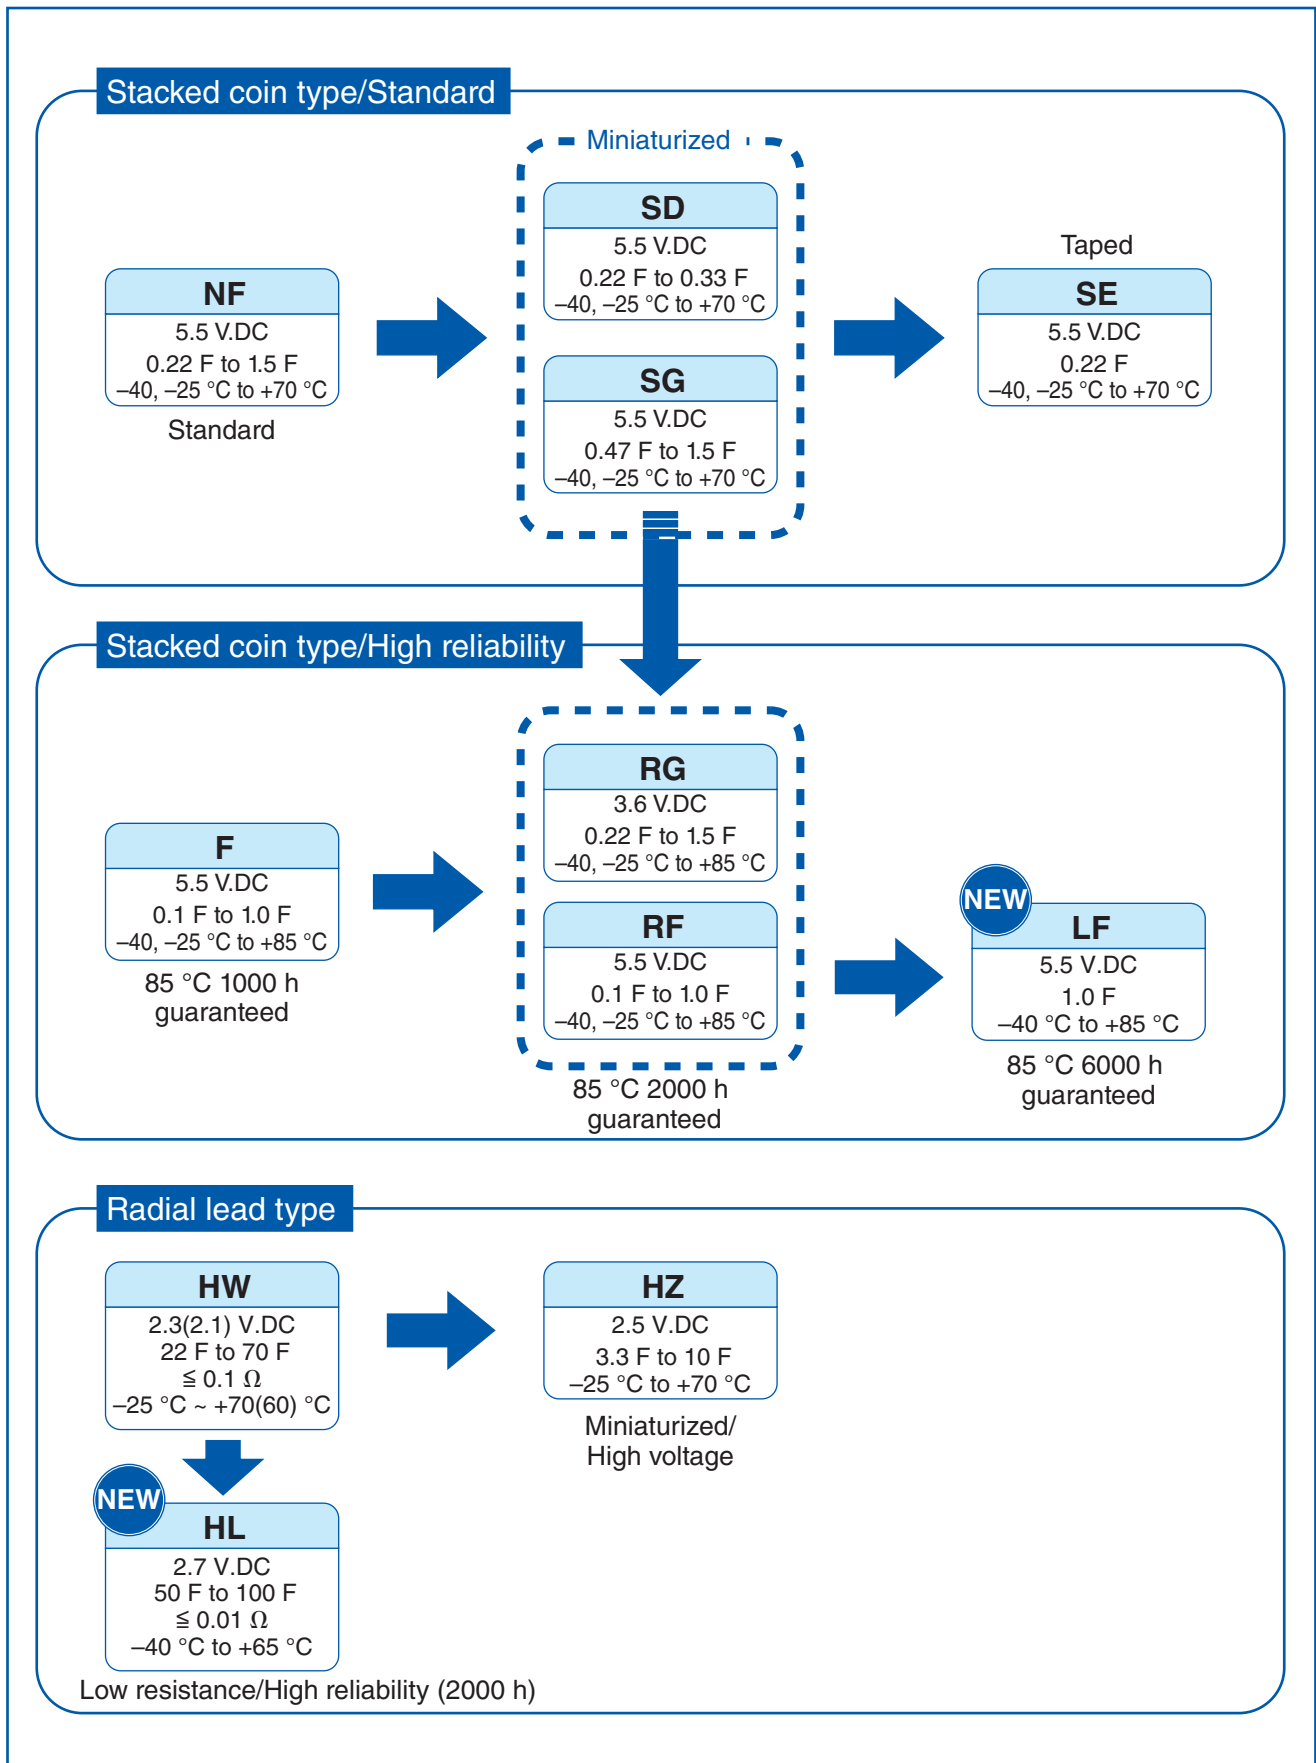 Stacked coin type/Standard
Miniaturized
NF
5.5 V.DC
0.22 F to 1.5 F
–40, –25 °C to +70 °C
Standard
SD
5.5 V.DC
0.22 F to 0.33 F
–40, –25 °C to +70 °C
SG
5.5 V.DC
0.47 F to 1.5 F
–40, –25 °C to +70 °C
Taped
SE
5.5 V.DC
0.22 F
–40, –25 °C to +70 °C
Stacked coin type/High reliability
F
5.5 V.DC
0.1 F to 1.0 F
–40, –25 °C to +85 °C
85 °C 1000 h
guaranteed
RG
3.6 V.DC
0.22 F to 1.5 F
–40, –25 °C to +85 °C
RF
5.5 V.DC
0.1 F to 1.0 F
–40, –25 °C to +85 °C
85 °C 2000 h
guaranteed
NEW
LF
5.5 V.DC
1.0 F
–40 °C to +85 °C
85 °C 6000 h
guaranteed
Radial lead type
HW
2.3(2.1) V.DC
22 F to 70 F
≦ 0.1 Ω
–25 °C ~ +70(60) °C
HZ
2.5 V.DC
3.3 F to 10 F
–25 °C to +70 °C
Miniaturized/
High voltage
NEW
HL
2.7 V.DC
50 F to 100 F
≦ 0.01 Ω
–40 °C to +65 °C
Low resistance/High reliability (2000 h)